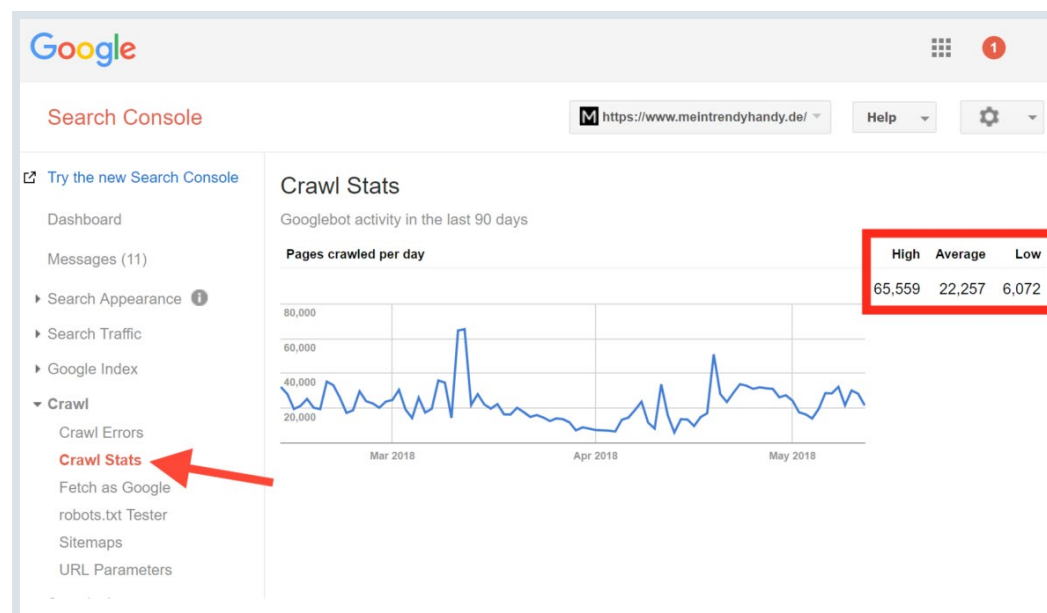 Google
1
Search Console
M https://www.meintrendyhandy.de/
Help
Try the new Search Console
Dashboard
Messages (11)
Search Appearance
Search Traffic
Google Index
Crawl
Crawl Errors
Crawl Stats
Fetch as Google
robots.txt Tester
Sitemaps
URL Parameters
Crawl Stats
Googlebot activity in the last 90 days
Pages crawled per day
High Average Low
65,559 22,257 6,072
80,000
60,000
40,000
20,000
Mar 2018 Apr 2018 May 2018